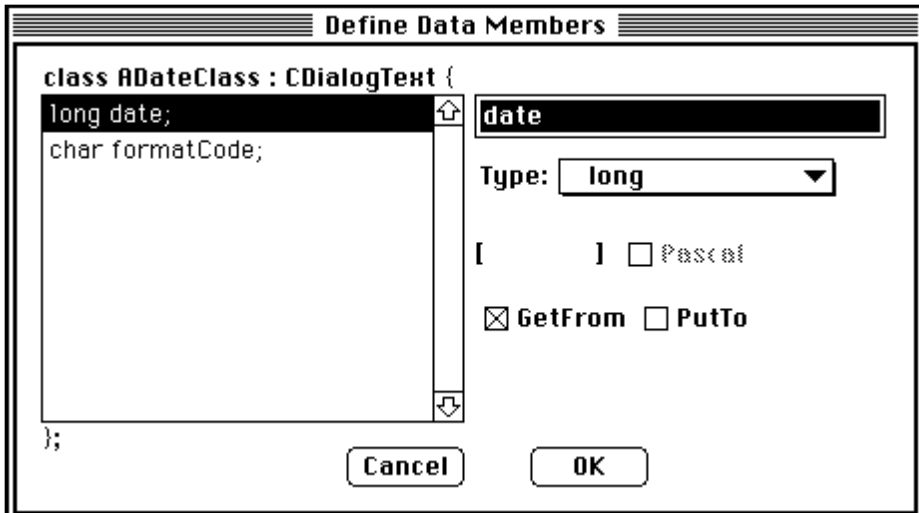 Define Data Members
class ADateClass : CDialogText {
long date;
char formatCode;
date
Type: long
[ ] Pascal
GetFrom PutTo
};
Cancel OK